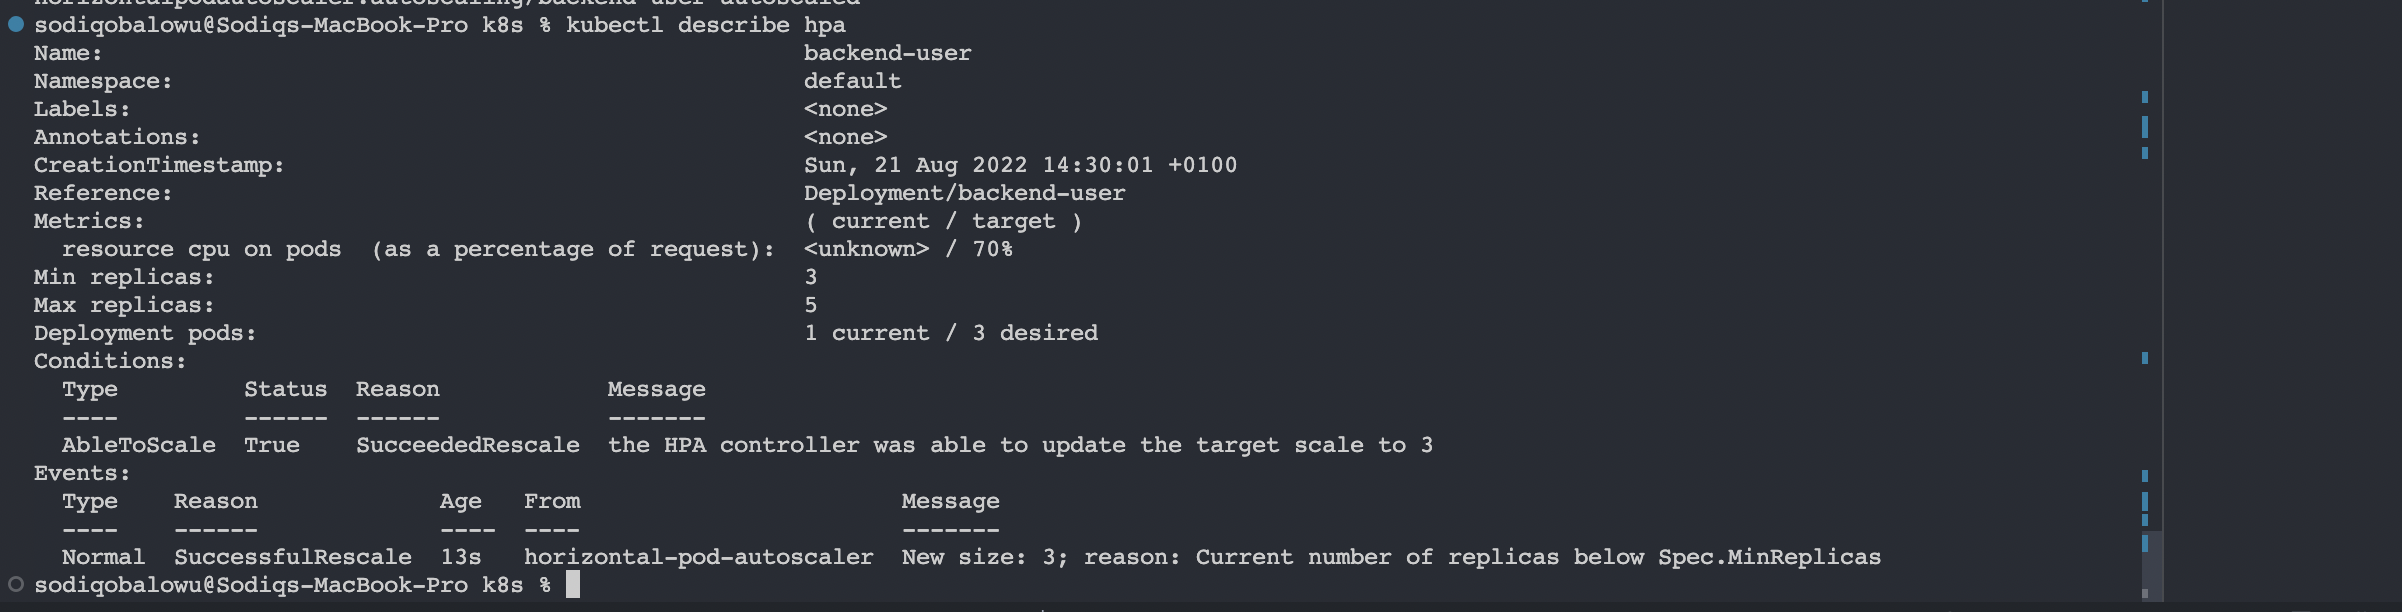 horizontalpodautoscaler.autoscaling/backend-user autoscaled
sodiqobalowu@Sodiqs-MacBook-Pro k8s % kubectl describe hpa
Name:                                                  backend-user
Namespace:                                             default
Labels:                                                <none>
Annotations:                                           <none>
CreationTimestamp:                                     Sun, 21 Aug 2022 14:30:01 +0100
Reference:                                             Deployment/backend-user
Metrics:                                               ( current / target )
  resource cpu on pods  (as a percentage of request):  <unknown> / 70%
Min replicas:                                          3
Max replicas:                                          5
Deployment pods:                                       1 current / 3 desired
Conditions:
  Type         Status  Reason            Message
  ----         ------  ------            -------
  AbleToScale  True    SucceededRescale  the HPA controller was able to update the target scale to 3
Events:
  Type    Reason             Age   From                       Message
  ----    ------             ----  ----                       -------
  Normal  SuccessfulRescale  13s   horizontal-pod-autoscaler  New size: 3; reason: Current number of replicas below Spec.MinReplicas
sodiqobalowu@Sodiqs-MacBook-Pro k8s %